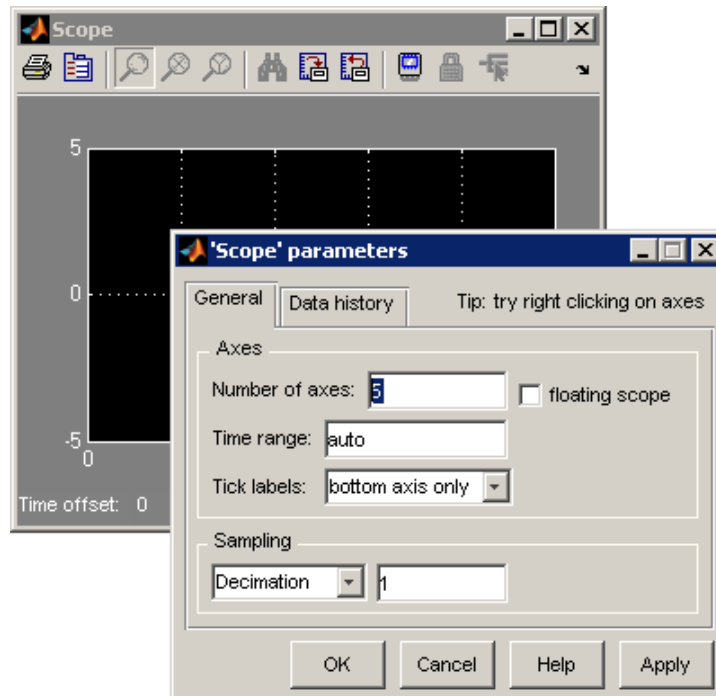 Scope
5
0
-5
0
Time offset: 0
'Scope' parameters
General
Data history
Tip: try right clicking on axes
Axes
Number of axes: 5
floating scope
Time range: auto
Tick labels: bottom axis only
Sampling
Decimation 1
OK Cancel Help Apply